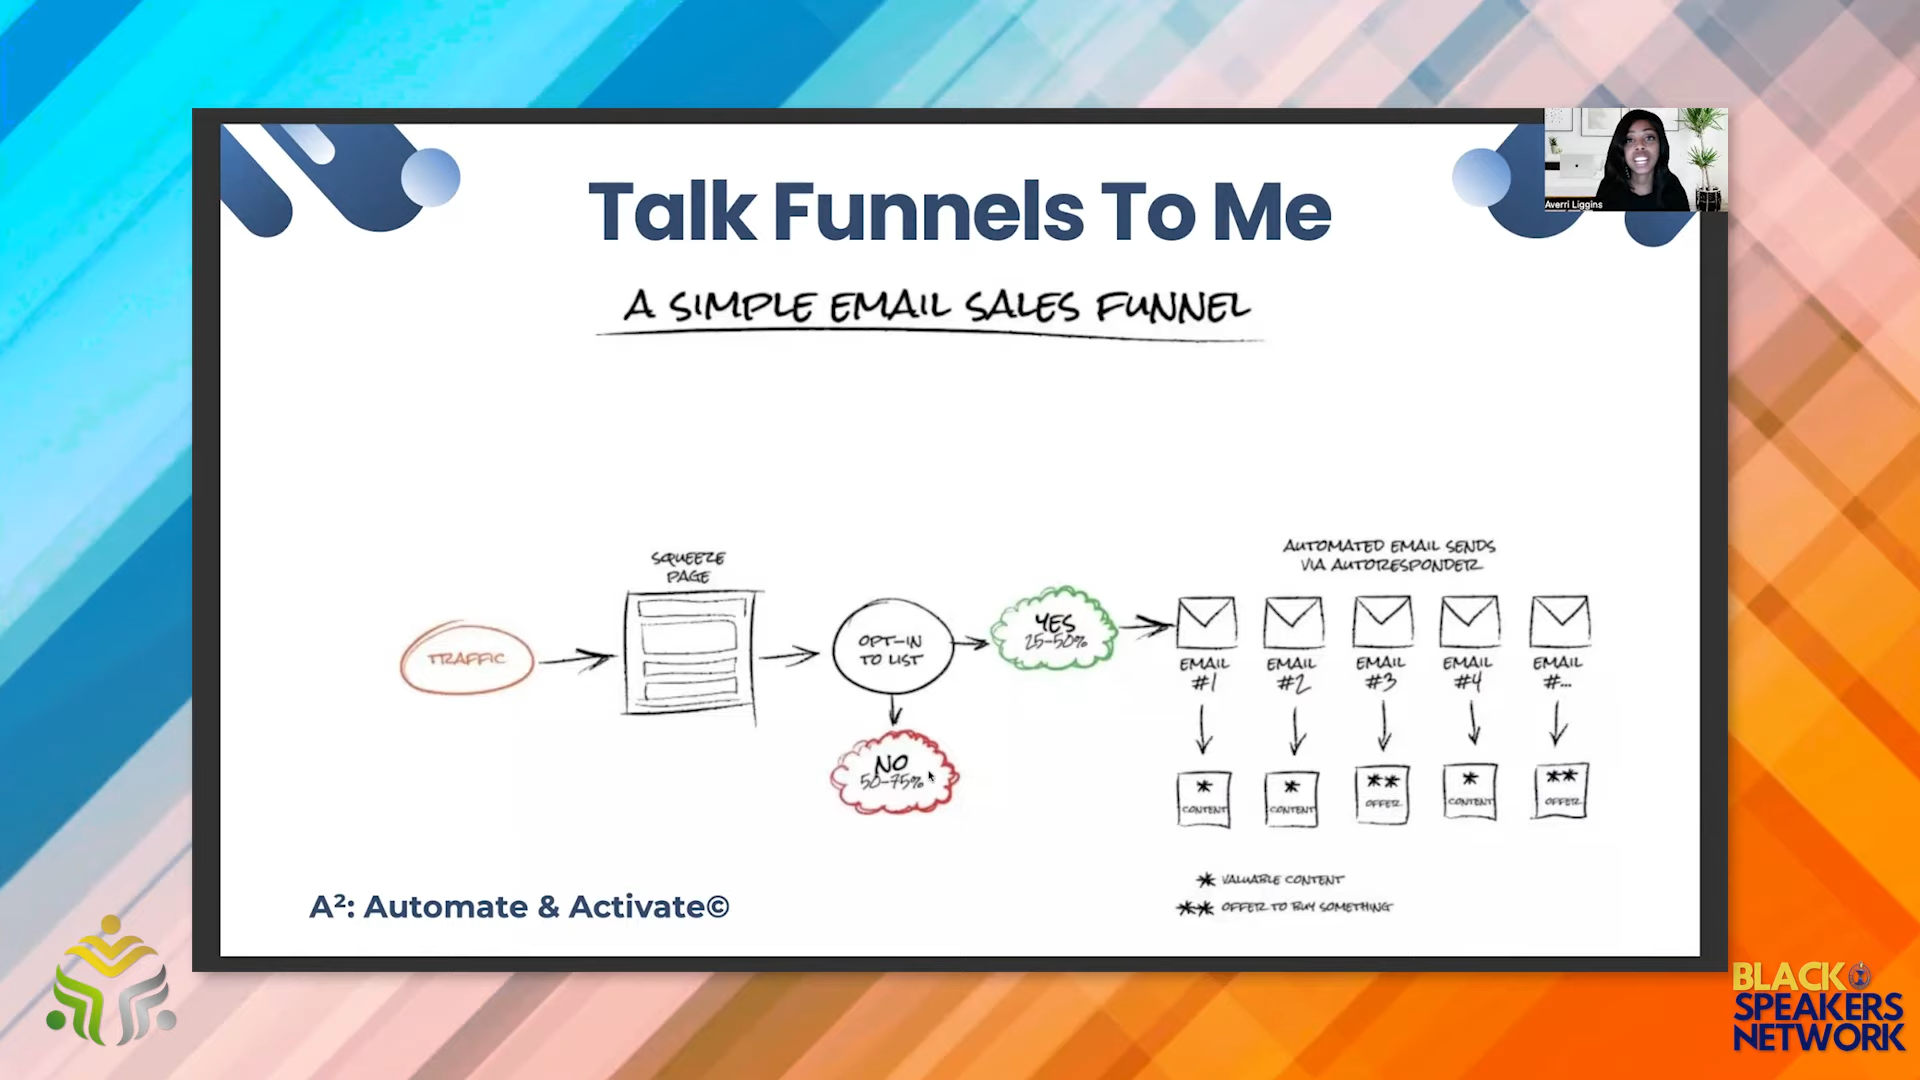 Averri Liggins
Talk Funnels To Me
A SIMPLE EMAIL SALES FUNNEL
TRAFFIC
SQUEEZE
PAGE
OPT-IN
TO LIST
YES
25-50%
NO
50-75%
AUTOMATED EMAIL SENDS
VIA AUTORESPONDER
EMAIL
#1
EMAIL
#2
EMAIL
#3
EMAIL
#4
EMAIL
#...
*
CONTENT
*
CONTENT
**
OFFER
*
CONTENT
**
OFFER
* VALUABLE CONTENT
** OFFER TO BUY SOMETHING
A²: Automate & Activate©
BLACK
SPEAKERS
NETWORK